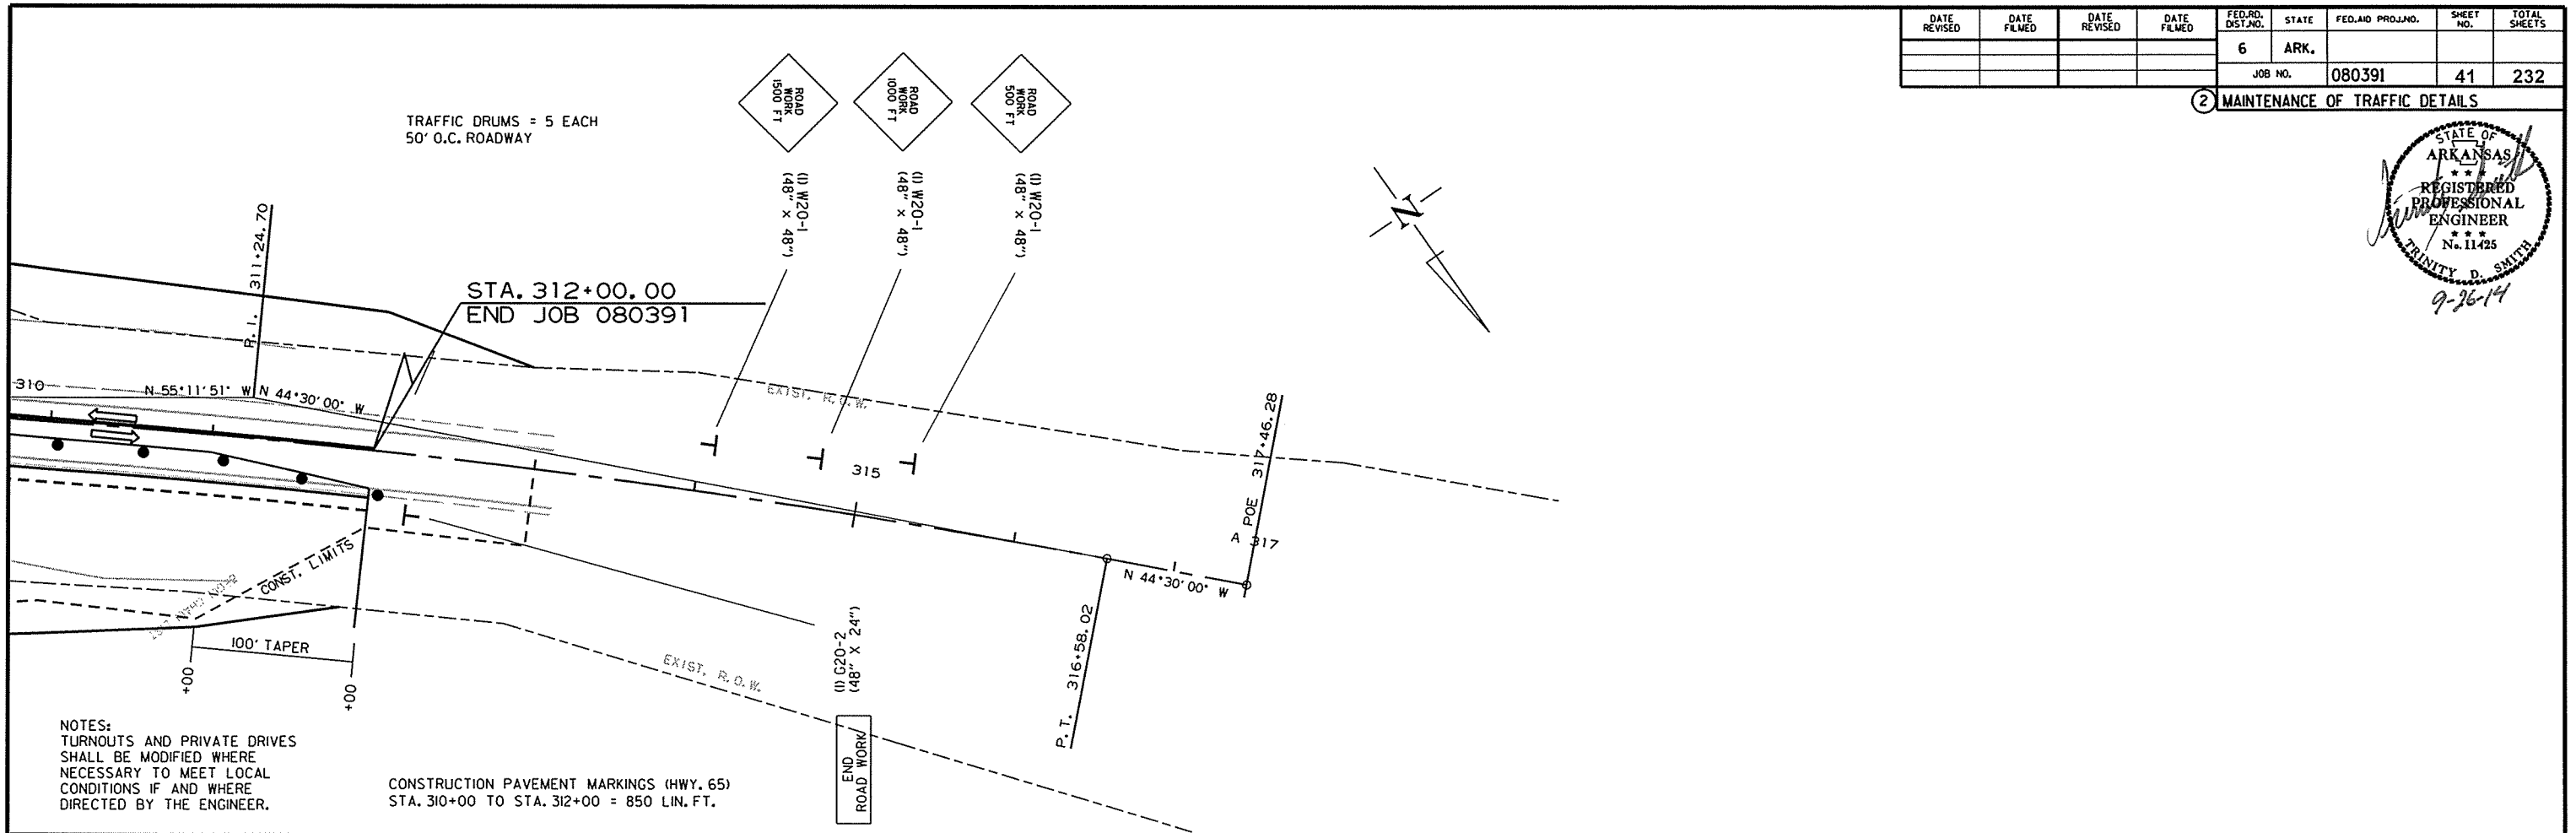 DATE REVISED
DATE FILMED
DATE REVISED
DATE FILMED
FED.RD. DIST.NO.
STATE
FED.AID PROJ.NO.
SHEET NO.
TOTAL SHEETS
6
ARK.
JOB NO.
080391
41
232
2
MAINTENANCE OF TRAFFIC DETAILS
STATE OF
ARKANSAS
★ ★ ★
REGISTERED
PROFESSIONAL
ENGINEER
★ ★ ★
No. 11425
TRINITY D. SMITH
9-26-14
TRAFFIC DRUMS = 5 EACH
50' O.C. ROADWAY
ROAD
WORK
1500 FT
ROAD
WORK
1000 FT
ROAD
WORK
500 FT
(1) W20-1
(48" x 48")
(1) W20-1
(48" x 48")
(1) W20-1
(48" x 48")
N
P.I. 311+24.70
STA. 312+00.00
END JOB 080391
310
N 55°11'51" W
N 44°30'00" W
EXIST. R.O.W.
315
A POE 317+46.28
A 317
N 44°30'00" W
P.T. 316+58.02
CONST. LIMITS
100' TAPER
+00
+00
EXIST. R.O.W.
(1) G20-2
(48" X 24")
END
ROAD WORK
NOTES:
TURNOUTS AND PRIVATE DRIVES
SHALL BE MODIFIED WHERE
NECESSARY TO MEET LOCAL
CONDITIONS IF AND WHERE
DIRECTED BY THE ENGINEER.
CONSTRUCTION PAVEMENT MARKINGS (HWY. 65)
STA. 310+00 TO STA. 312+00 = 850 LIN. FT.